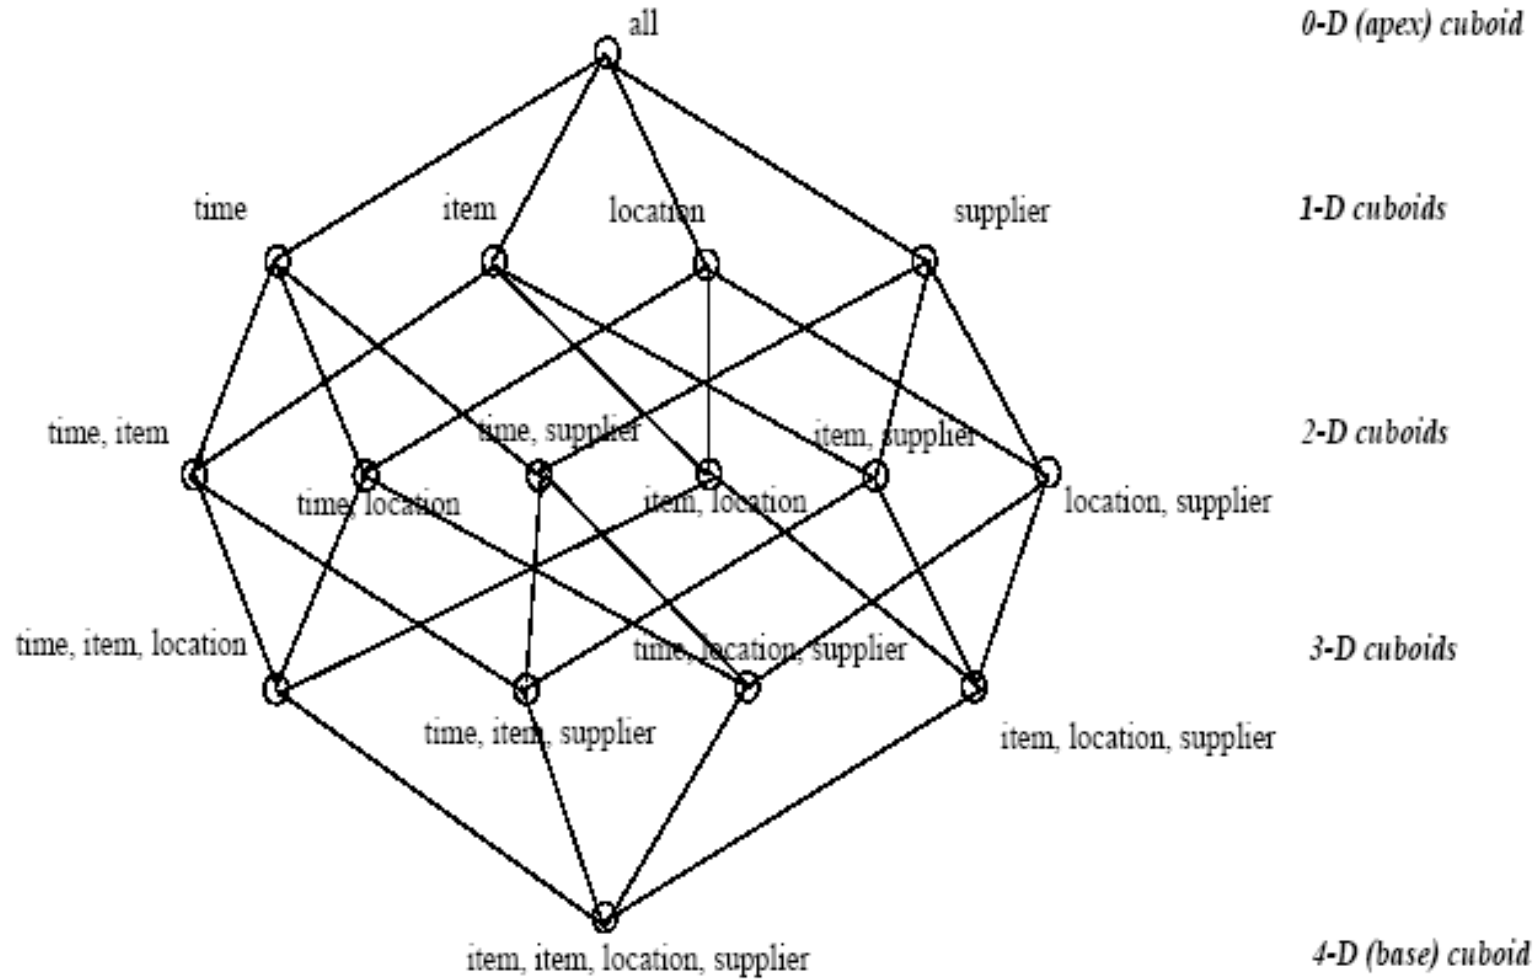 all
0-D (apex) cuboid
time
item
location
supplier
1-D cuboids
time, item
time, supplier
item, supplier
2-D cuboids
time, location
item, location
location, supplier
time, item, location
time, location, supplier
3-D cuboids
time, item, supplier
item, location, supplier
item, item, location, supplier
4-D (base) cuboid